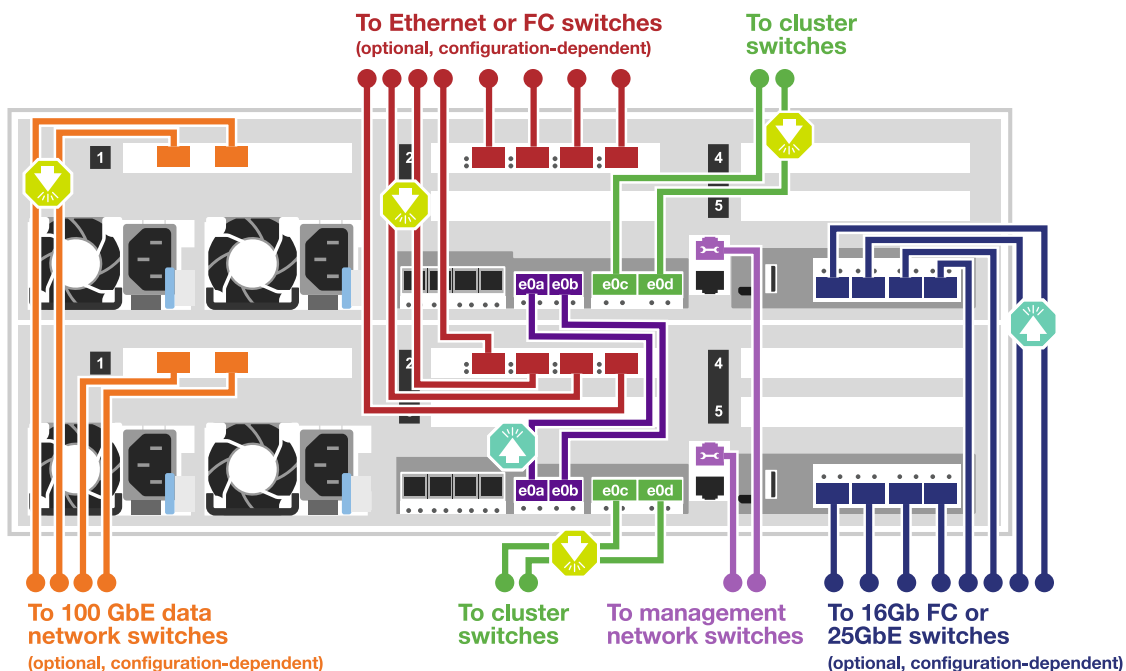 To Ethernet or FC switches
(optional, configuration-dependent)
To cluster
switches
1
2
4
5
e0a e0b e0c e0d
1
2
4
5
e0a e0b e0c e0d
To 100 GbE data
network switches
(optional, configuration-dependent)
To cluster
switches
To management
network switches
To 16Gb FC or
25GbE switches
(optional, configuration-dependent)